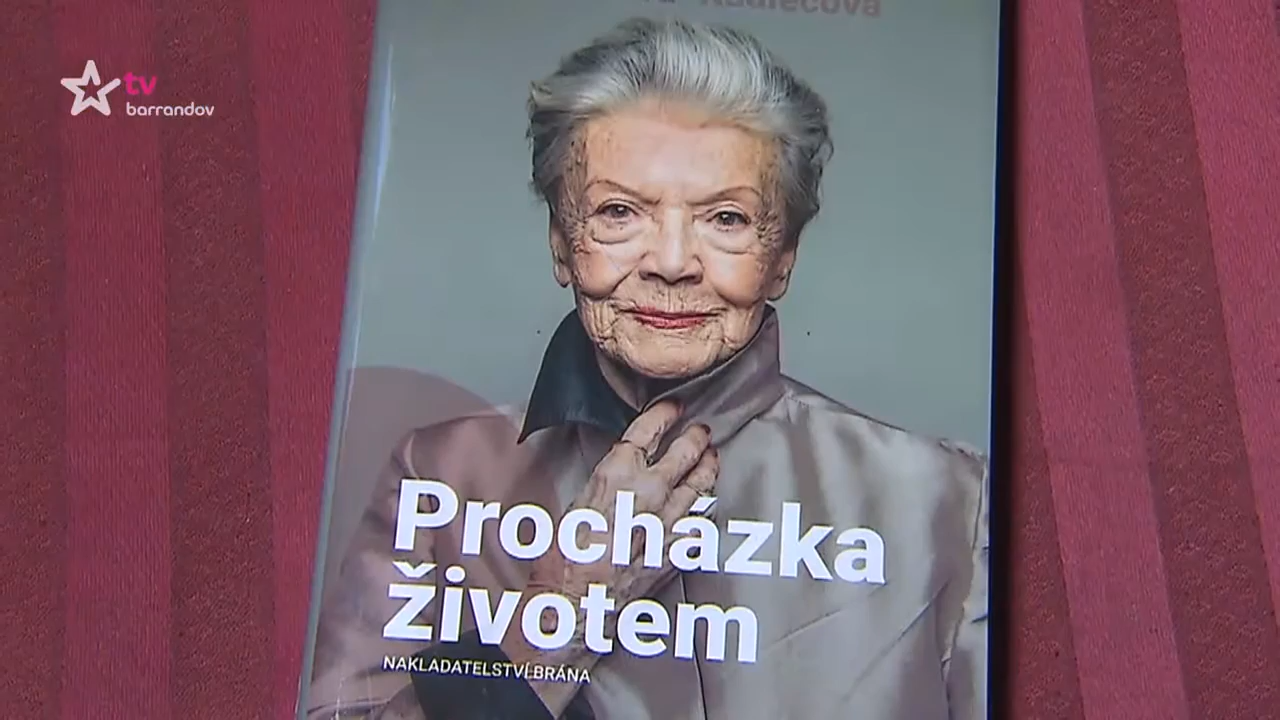 tv
barrandov
Procházka
životem
NAKLADATELSTVÍ BRÁNA